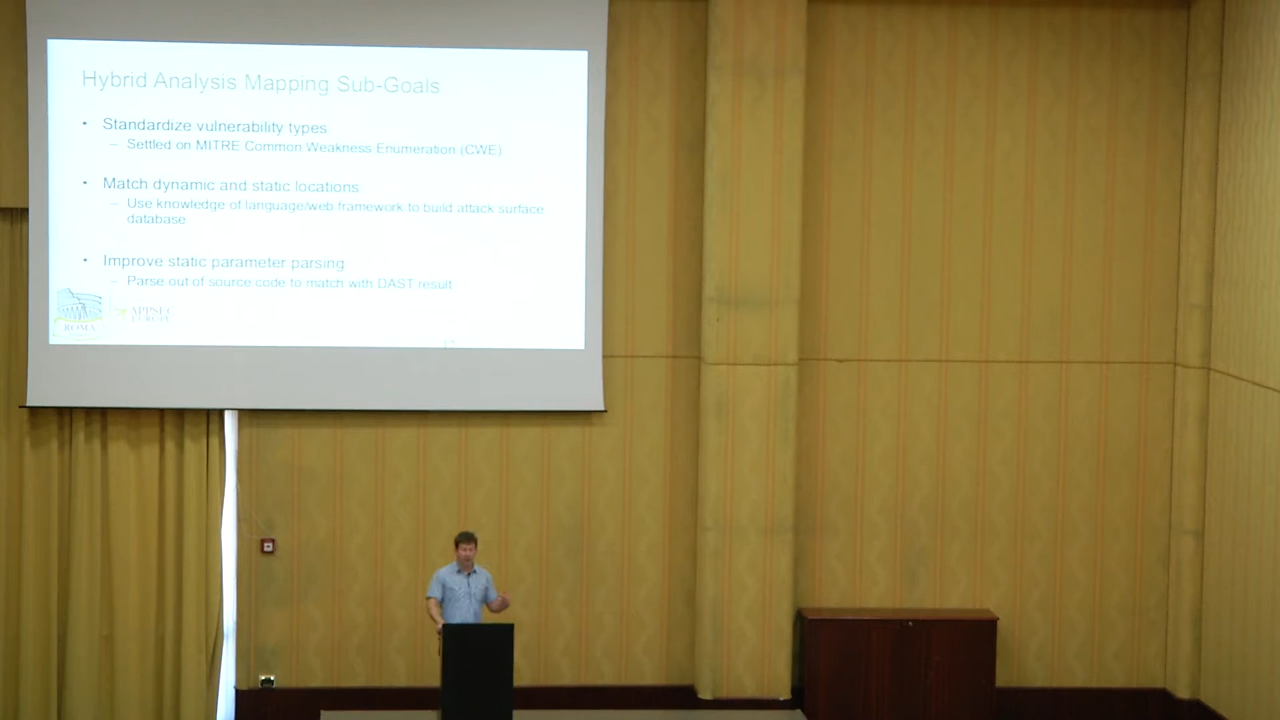 Hybrid Analysis Mapping Sub-Goals
• Standardize vulnerability types
– Settled on MITRE Common Weakness Enumeration (CWE)
• Match dynamic and static locations
– Use knowledge of language/web framework to build attack surface
database
• Improve static parameter parsing
– Parse out of source code to match with DAST result
ROMA
APPSEC
EUROPE